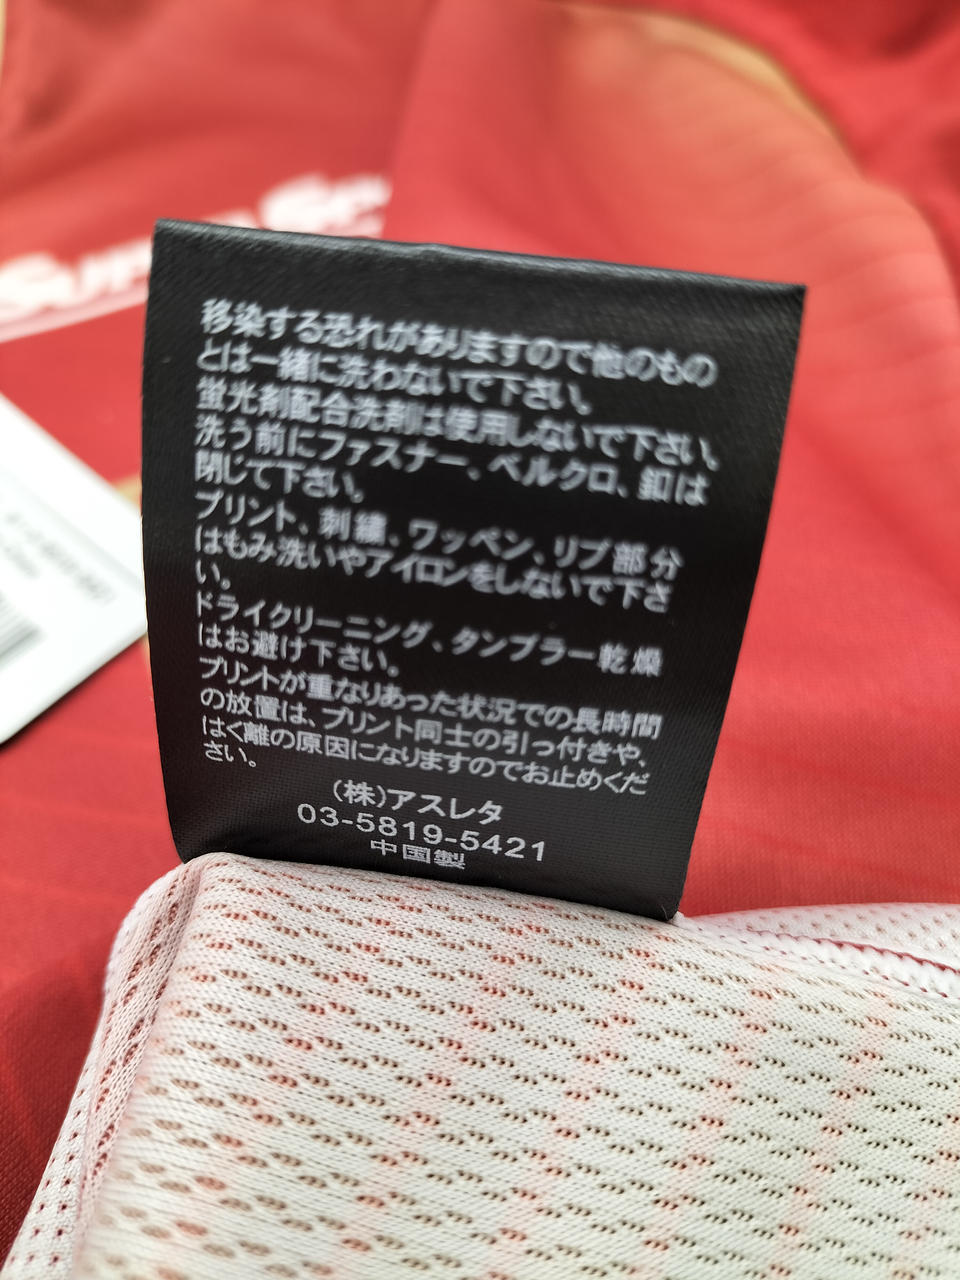 移染する恐れがありますので他のもの
とは一緒に洗わないで下さい。
蛍光剤配合洗剤は使用しないで下さい。
洗う前にファスナー、ベルクロ、釦は
閉じて下さい。
プリント、刺繍、ワッペン、リブ部分
はもみ洗いやアイロンをしないで下さ
い。
ドライクリーニング、タンブラー乾燥
はお避け下さい。
プリントが重なりあった状況での長時間
の放置は、プリント同士の引っ付きや、
はく離の原因になりますのでお止めくだ
さい。
(株)アスレタ
03-5819-5421
中国製